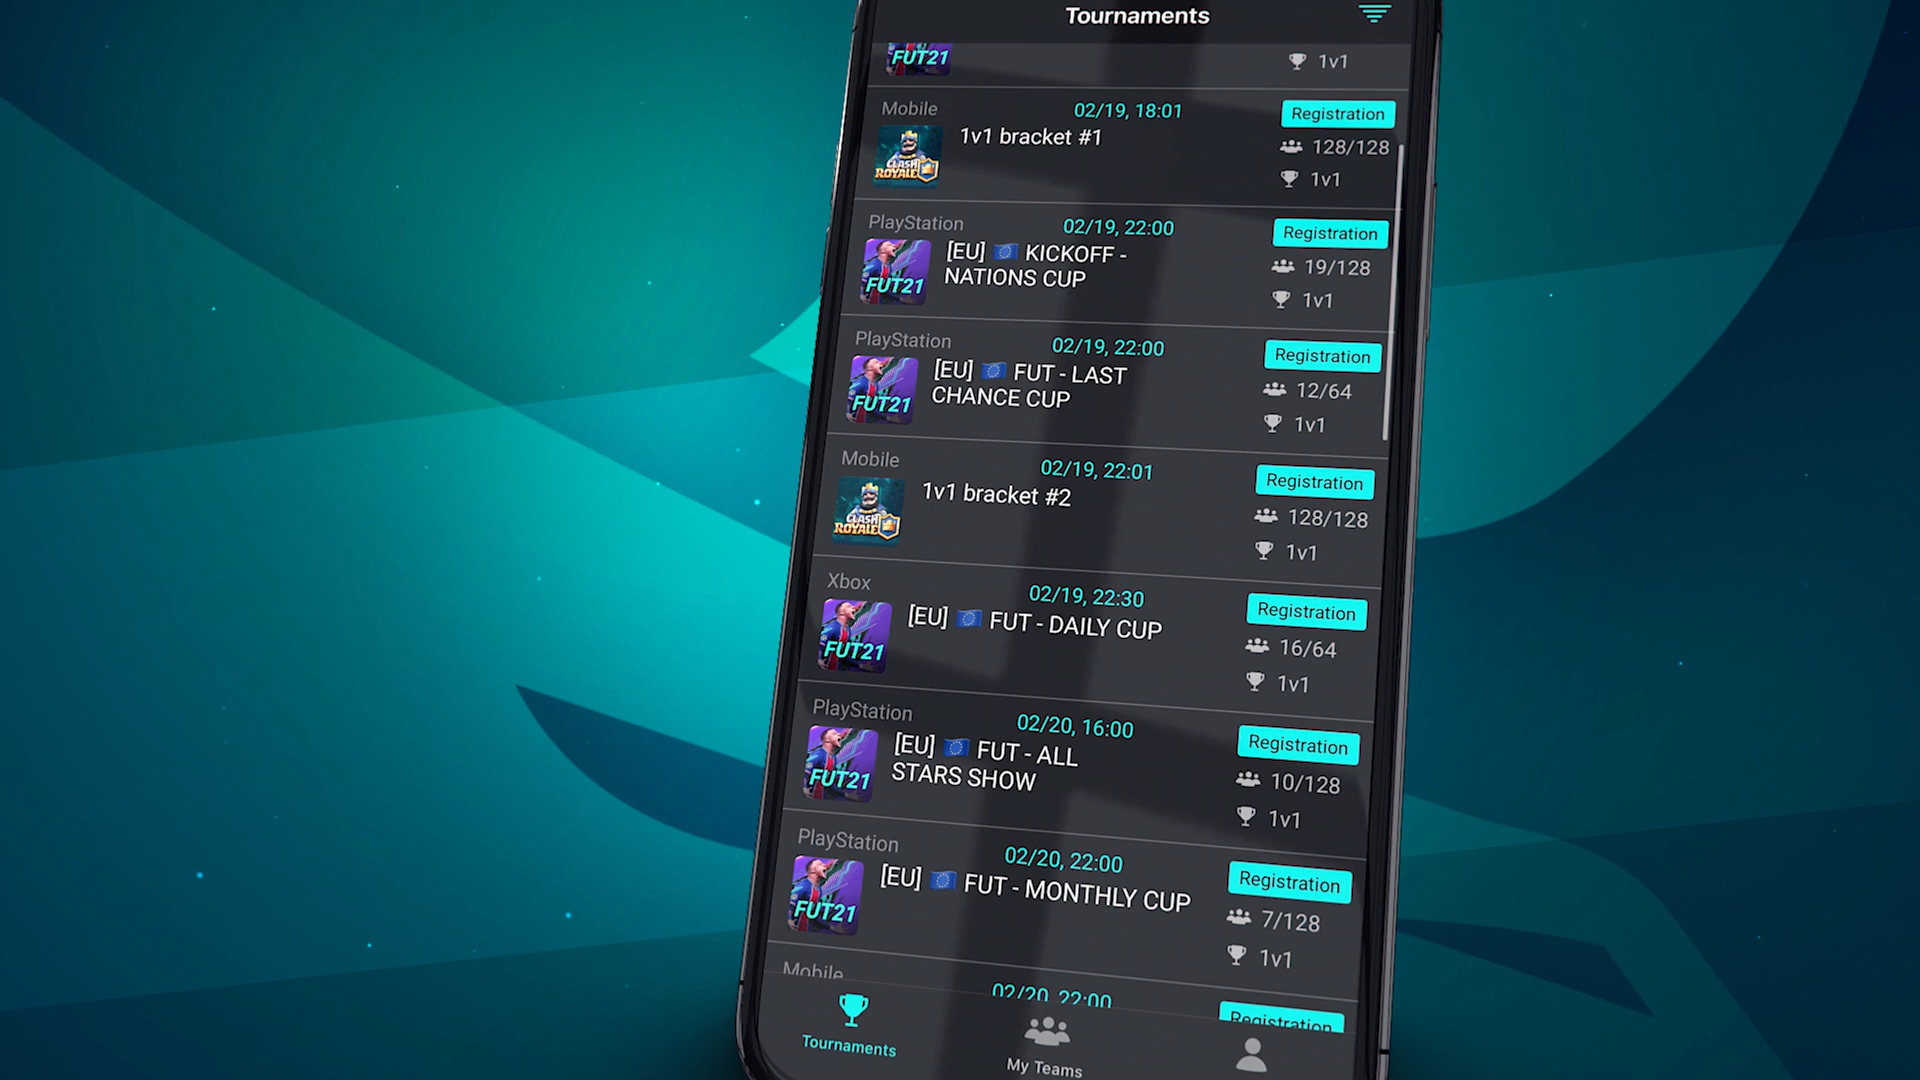 Tournaments
FUT21
1v1
Mobile
02/19, 18:01
Registration
1v1 bracket #1
128/128
CLASH
ROYALE
1v1
PlayStation
02/19, 22:00
Registration
[EU] 🇪🇺 KICKOFF -
NATIONS CUP
19/128
FUT21
1v1
PlayStation
02/19, 22:00
Registration
[EU] 🇪🇺 FUT - LAST
CHANCE CUP
12/64
FUT21
1v1
Mobile
02/19, 22:01
Registration
1v1 bracket #2
128/128
CLASH
ROYALE
1v1
Xbox
02/19, 22:30
Registration
[EU] 🇪🇺 FUT - DAILY CUP
16/64
FUT21
1v1
PlayStation
02/20, 16:00
Registration
[EU] 🇪🇺 FUT - ALL
STARS SHOW
10/128
FUT21
1v1
PlayStation
02/20, 22:00
Registration
[EU] 🇪🇺 FUT - MONTHLY CUP
7/128
FUT21
1v1
Mobile
02/20, 22:00
Registration
Tournaments
My Teams